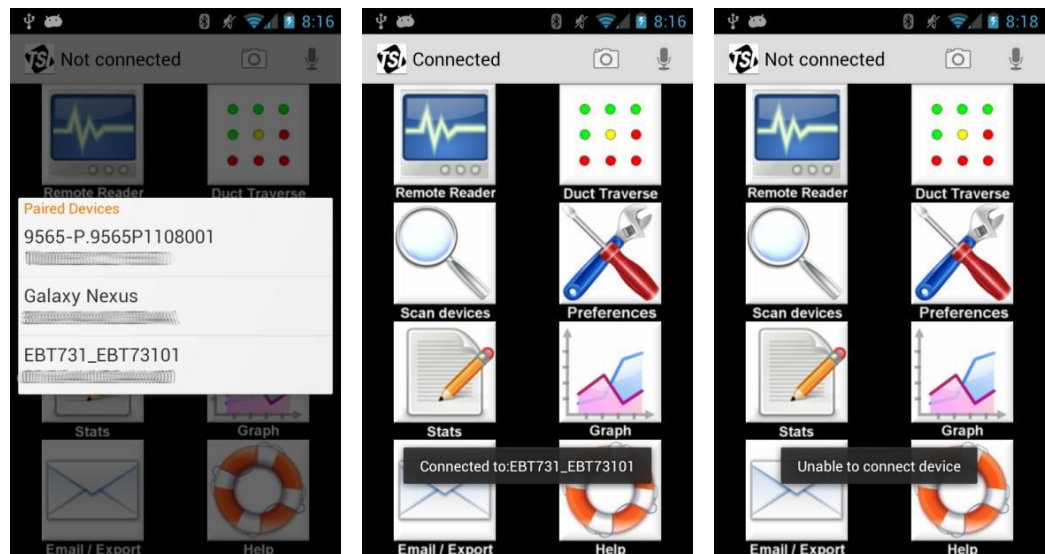 8:16
TSI Not connected
Remote Reader Duct Traverse
Paired Devices
9565-P.9565P1108001
Galaxy Nexus
EBT731_EBT73101
Stats Graph
Email / Export Help
8:16
TSI Connected
Remote Reader Duct Traverse
Scan devices Preferences
Stats Graph
Connected to:EBT731_EBT73101
Email / Export Help
8:18
TSI Not connected
Remote Reader Duct Traverse
Scan devices Preferences
Stats Graph
Unable to connect device
Email / Export Help